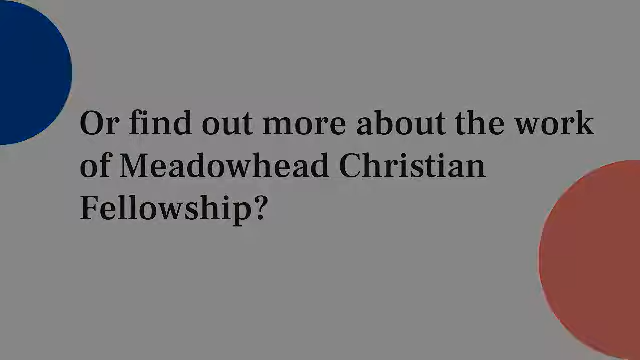 Or find out more about the work
of Meadowhead Christian
Fellowship?